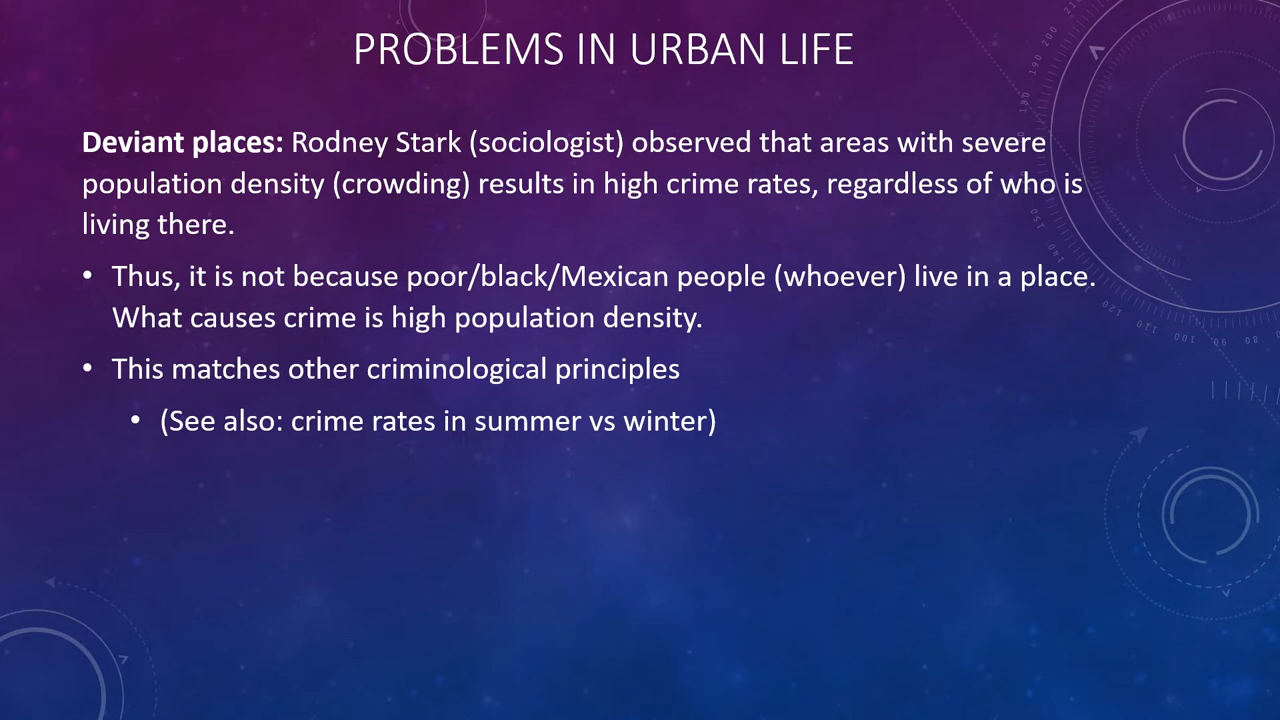 PROBLEMS IN URBAN LIFE
Deviant places: Rodney Stark (sociologist) observed that areas with severe
population density (crowding) results in high crime rates, regardless of who is
living there.
• Thus, it is not because poor/black/Mexican people (whoever) live in a place.
What causes crime is high population density.
• This matches other criminological principles
• (See also: crime rates in summer vs winter)